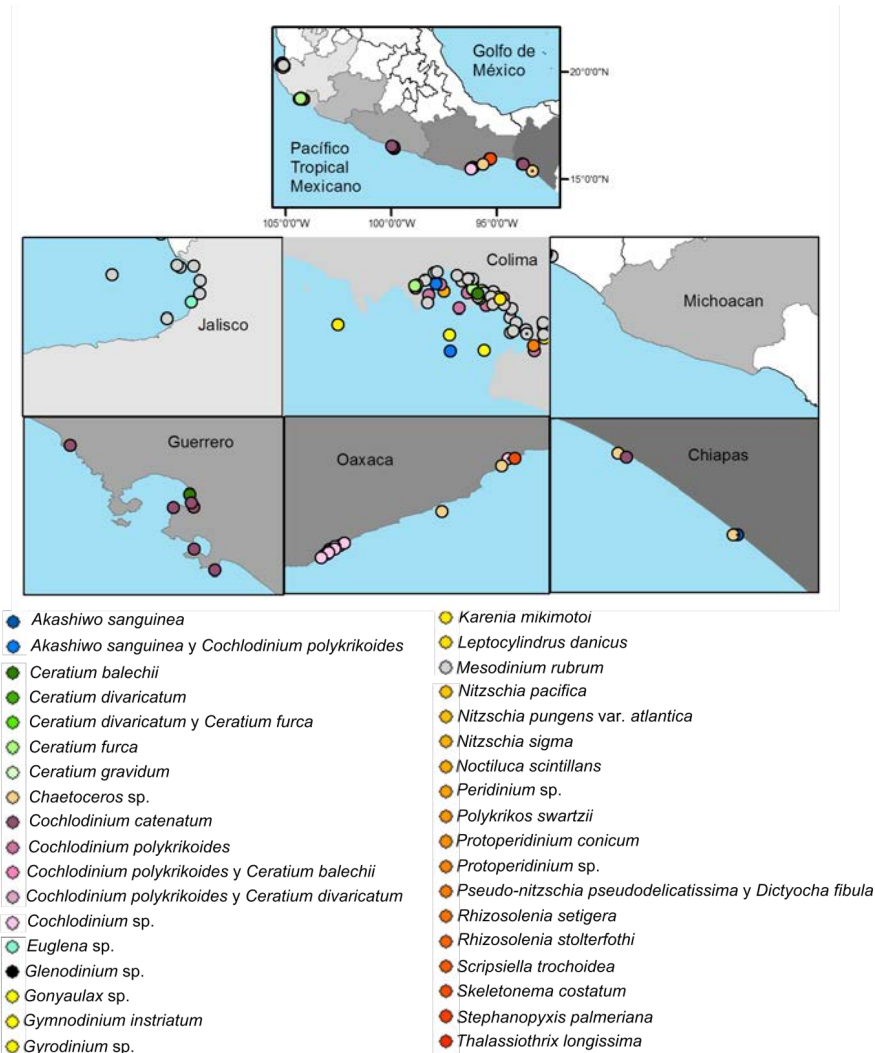 Golfo de
México
20°0'0"N
Pacífico
Tropical
Mexicano
15°0'0"N
105°0'0"W
100°0'0"W
95°0'0"W
Colima
Jalisco
Michoacan
Guerrero
Oaxaca
Chiapas
Akashiwo sanguinea
Akashiwo sanguinea y Cochlodinium polykrikoides
Ceratium balechii
Ceratium divaricatum
Ceratium divaricatum y Ceratium furca
Ceratium furca
Ceratium gravidum
Chaetoceros sp.
Cochlodinium catenatum
Cochlodinium polykrikoides
Cochlodinium polykrikoides y Ceratium balechii
Cochlodinium polykrikoides y Ceratium divaricatum
Cochlodinium sp.
Euglena sp.
Glenodinium sp.
Gonyaulax sp.
Gymnodinium instriatum
Gyrodinium sp.
Karenia mikimotoi
Leptocylindrus danicus
Mesodinium rubrum
Nitzschia pacifica
Nitzschia pungens var. atlantica
Nitzschia sigma
Noctiluca scintillans
Peridinium sp.
Polykrikos swartzii
Protoperidinium conicum
Protoperidinium sp.
Pseudo-nitzschia pseudodelicatissima y Dictyocha fibula
Rhizosolenia setigera
Rhizosolenia stolterfothi
Scripsiella trochoidea
Skeletonema costatum
Stephanopyxis palmeriana
Thalassiothrix longissima